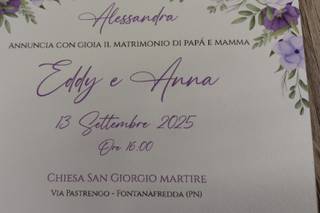 Alessandra
ANNUNCIA CON GIOIA IL MATRIMONIO DI PAPÁ E MAMMA
Eddy e Anna
13 Settembre 2025
Ore 16.00
CHIESA SAN GIORGIO MARTIRE
VIA PASTRENGO - FONTANAFREDDA (PN)